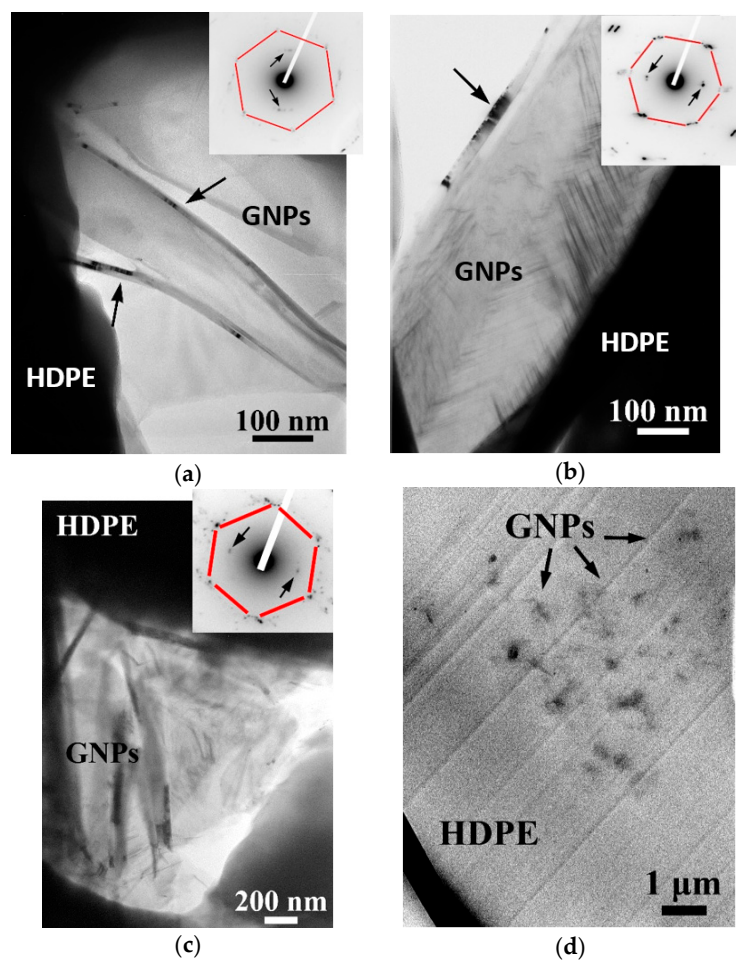 GNPs
HDPE
100 nm
(a)
GNPs
HDPE
100 nm
(b)
HDPE
GNPs
200 nm
(c)
GNPs
HDPE
1 μm
(d)